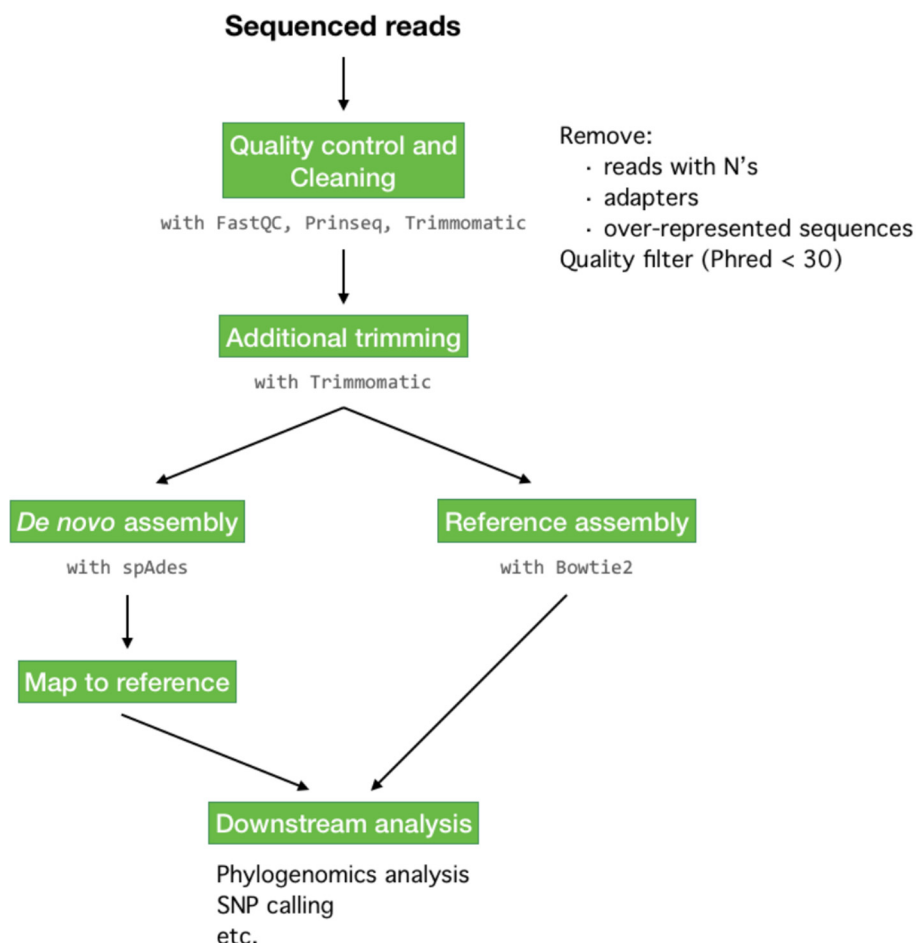 Sequenced reads
Quality control and
Cleaning
with FastQC, Prinseq, Trimmomatic
Remove:
· reads with N's
· adapters
· over-represented sequences
Quality filter (Phred < 30)
Additional trimming
with Trimmomatic
De novo assembly
with spAdes
Reference assembly
with Bowtie2
Map to reference
Downstream analysis
Phylogenomics analysis
SNP calling
etc.